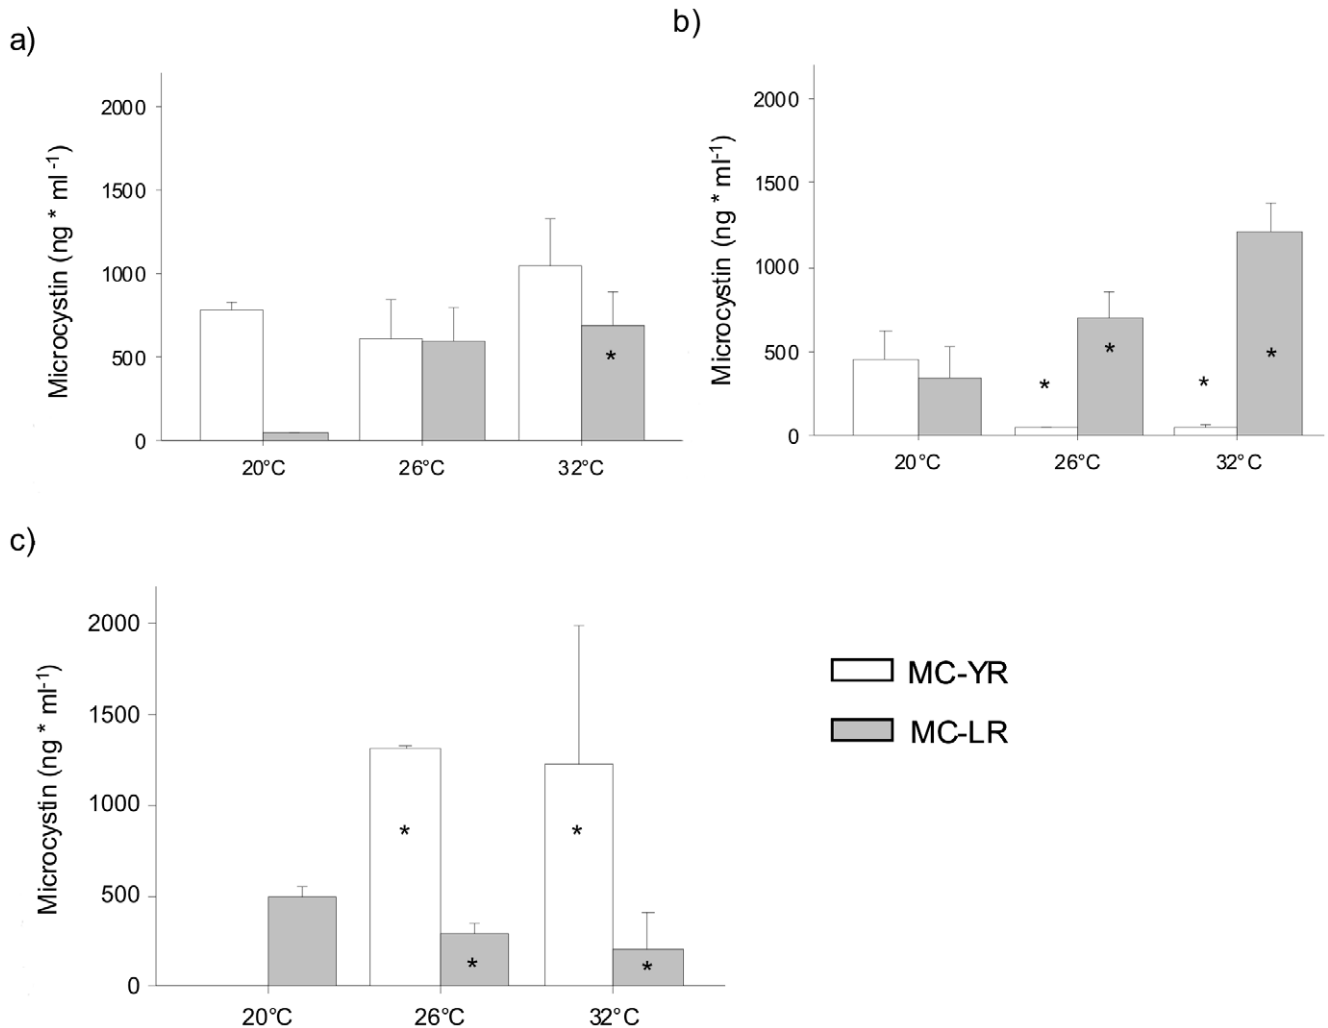 a)
Microcystin (ng * ml -1)
2000
1500
1000
500
0
*
20°C
26°C
32°C
b)
Microcystin (ng * ml-1)
2000
1500
1000
500
0
*
*
*
*
20°C
26°C
32°C
c)
Microcystin (ng * ml-1)
2000
1500
1000
500
0
*
*
*
*
20°C
26°C
32°C
MC-YR
MC-LR